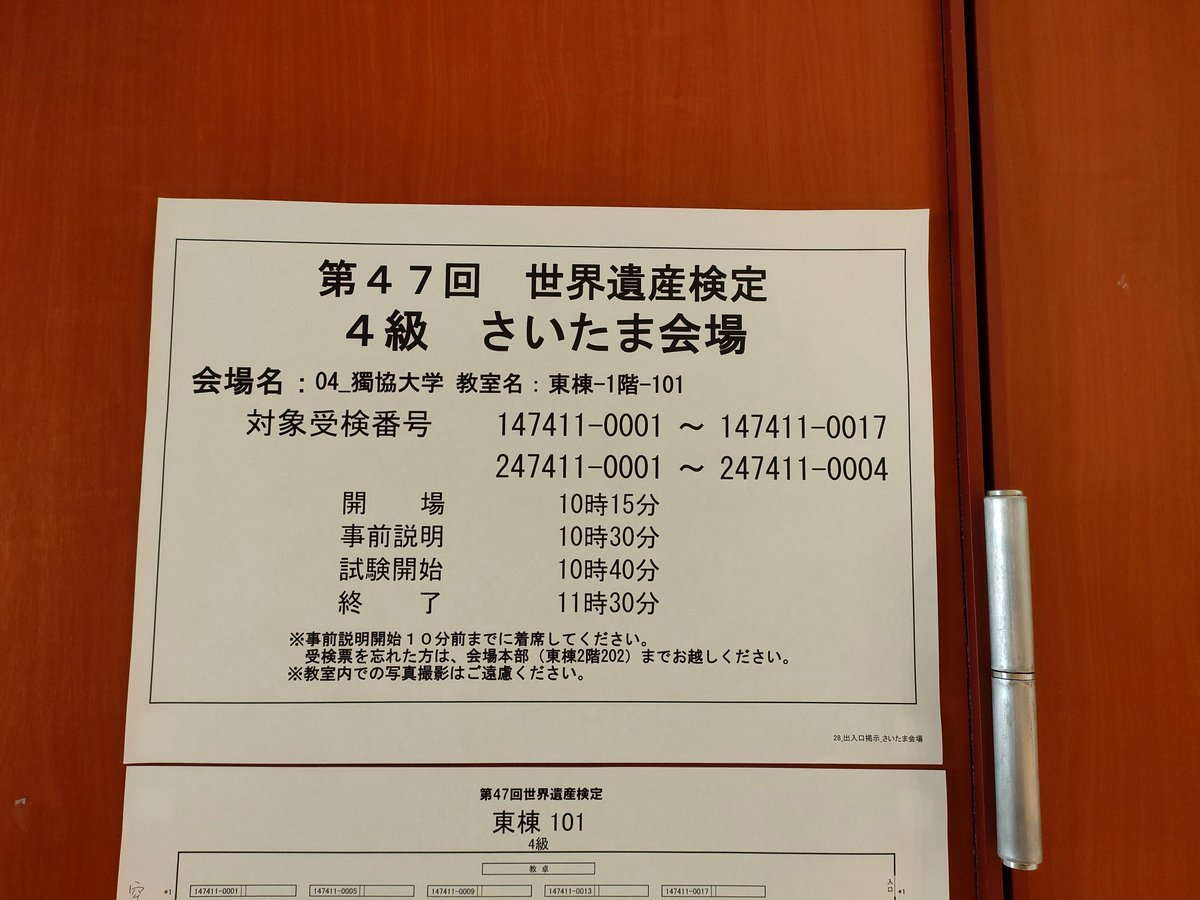 第４７回　世界遺産検定
４級　さいたま会場
会場名：04_獨協大学 教室名：東棟-1階-101
対象受検番号　147411-0001 ～ 147411-0017
247411-0001 ～ 247411-0004
開　場　10時15分
事前説明　10時30分
試験開始　10時40分
終　了　11時30分
※事前説明開始１０分前までに着席してください。
受検票を忘れた方は、会場本部（東棟2階202）までお越しください。
※教室内での写真撮影はご遠慮ください。
28_出入口掲示_さいたま会場
第47回世界遺産検定
東棟 101
4級
教卓
*1 147411-0001 147411-0005 147411-0009 147411-0013 147411-0017 入口 *1